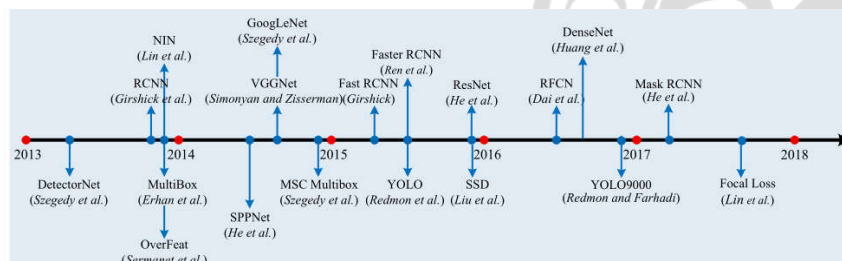 GoogLeNet
(Szegedy et al.)
NIN
(Lin et al.)
DenseNet
(Huang et al.)
Faster RCNN
(Ren et al.)
RCNN
(Girshick et al.)
VGGNet
(Simonyan and Zisserman)
Fast RCNN
(Girshick)
ResNet
(He et al.)
RFCN
(Dai et al.)
Mask RCNN
(He et al.)
2013
2014
2015
2016
2017
2018
DetectorNet
(Szegedy et al.)
MultiBox
(Erhan et al.)
MSC Multibox
(Szegedy et al.)
YOLO
(Redmon et al.)
SSD
(Liu et al.)
YOLO9000
(Redmon and Farhadi)
Focal Loss
(Lin et al.)
SPPNet
(He et al.)
OverFeat
(Sermanet et al.)